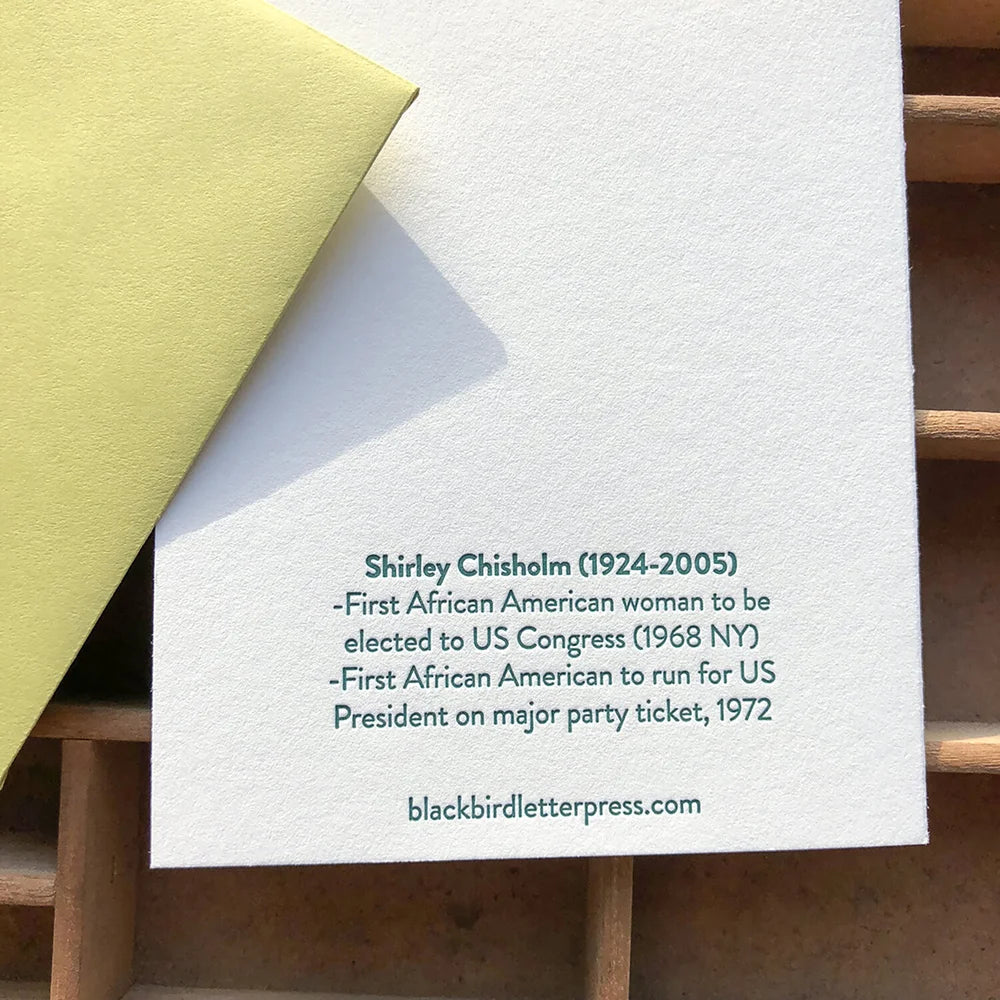 Shirley Chisholm (1924-2005)
-First African American woman to be
elected to US Congress (1968 NY)
-First African American to run for US
President on major party ticket, 1972
blackbirdletterpress.com